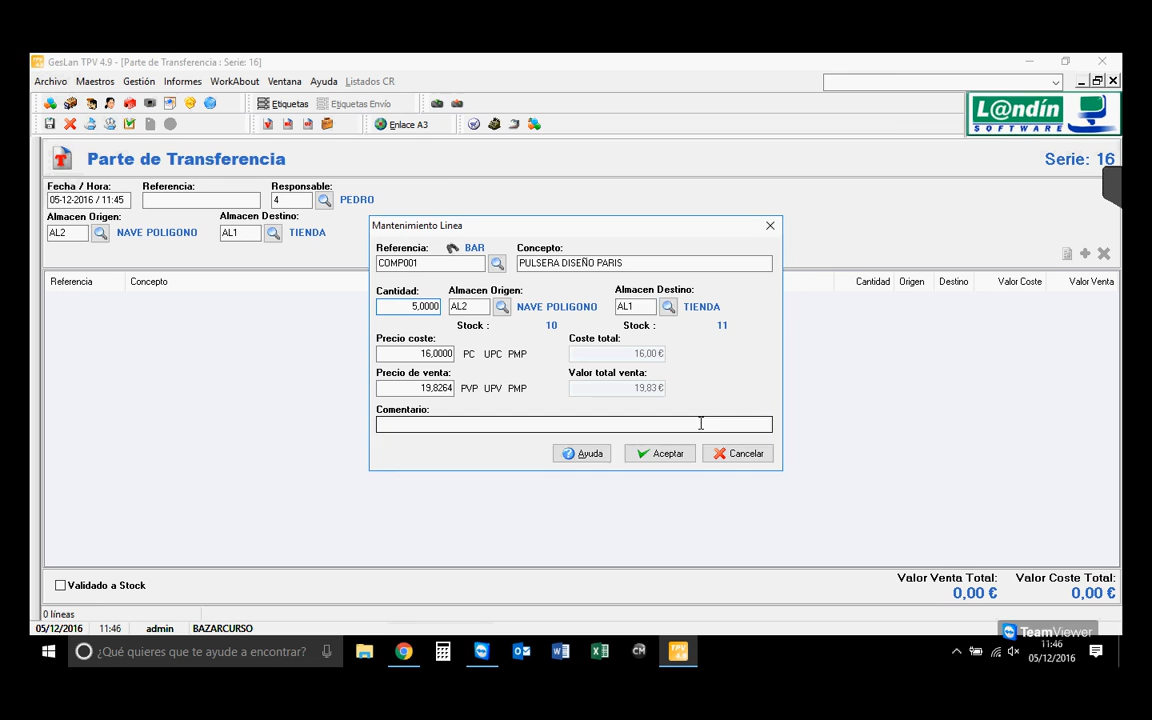 GesLan TPV 4.9 - [Parte de Transferencia : Serie: 16]
Archivo Maestros Gestión Informes WorkAbout Ventana Ayuda Listados CR
Etiquetas Etiquetas Envío
Enlace A3
L@ndín
SOFTWARE
Parte de Transferencia Serie: 16
Fecha / Hora: Referencia: Responsable:
05-12-2016 / 11:45 4 PEDRO
Almacen Origen: Almacen Destino:
AL2 NAVE POLIGONO AL1 TIENDA
Referencia Concepto Cantidad Origen Destino Valor Coste Valor Venta
Mantenimiento Linea
Referencia: BAR Concepto:
COMP001 PULSERA DISEÑO PARIS
Cantidad: Almacen Origen: Almacen Destino:
5,0000 AL2 NAVE POLIGONO AL1 TIENDA
Stock : 10 Stock : 11
Precio coste: Coste total:
16,0000 PC UPC PMP 16,00 €
Precio de venta: Valor total venta:
19,8264 PVP UPV PMP 19,83 €
Comentario:
Ayuda Aceptar Cancelar
Validado a Stock
Valor Venta Total: Valor Coste Total:
0,00 € 0,00 €
0 líneas
05/12/2016 11:46 admin BAZARCURSO
TeamViewer
¿Qué quieres que te ayude a encontrar?
TPV
4.9
11:46
05/12/2016